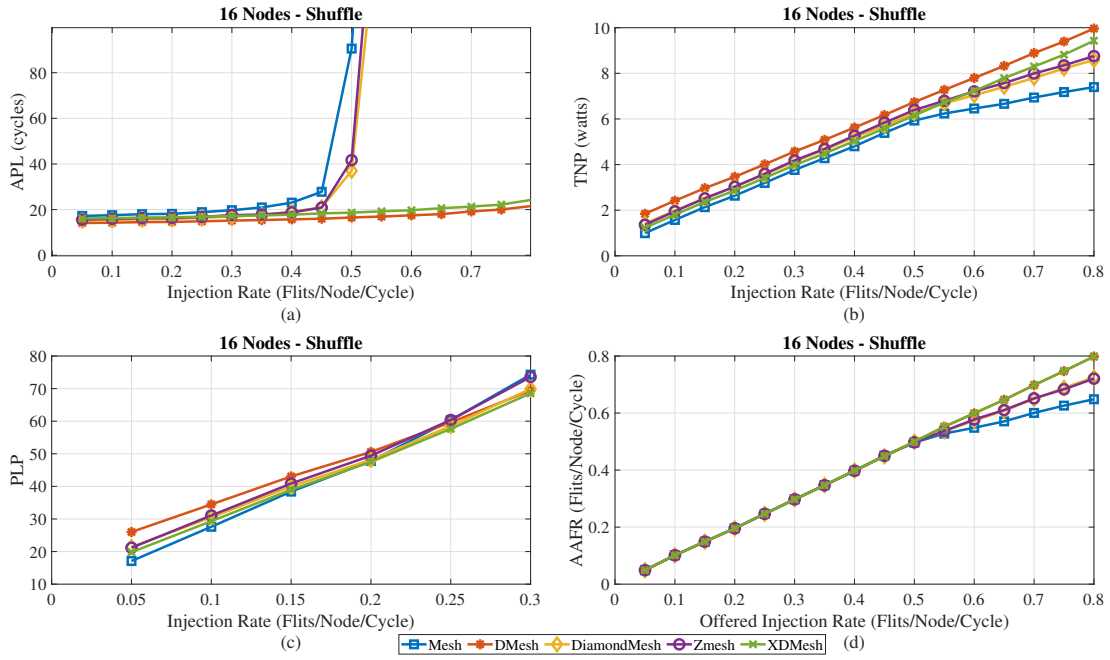 16 Nodes - Shuffle
APL (cycles)
80
60
40
20
0
0 0.1 0.2 0.3 0.4 0.5 0.6 0.7
Injection Rate (Flits/Node/Cycle)
(a)
16 Nodes - Shuffle
TNP (watts)
10
8
6
4
2
0
0 0.1 0.2 0.3 0.4 0.5 0.6 0.7 0.8
Injection Rate (Flits/Node/Cycle)
(b)
16 Nodes - Shuffle
PLP
80
70
60
50
40
30
20
10
0.05 0.1 0.15 0.2 0.25 0.3
Injection Rate (Flits/Node/Cycle)
(c)
16 Nodes - Shuffle
AAFR (Flits/Node/Cycle)
0.8
0.6
0.4
0.2
0
0 0.1 0.2 0.3 0.4 0.5 0.6 0.7 0.8
Offered Injection Rate (Flits/Node/Cycle)
(d)
Mesh DMesh DiamondMesh Zmesh XDMesh